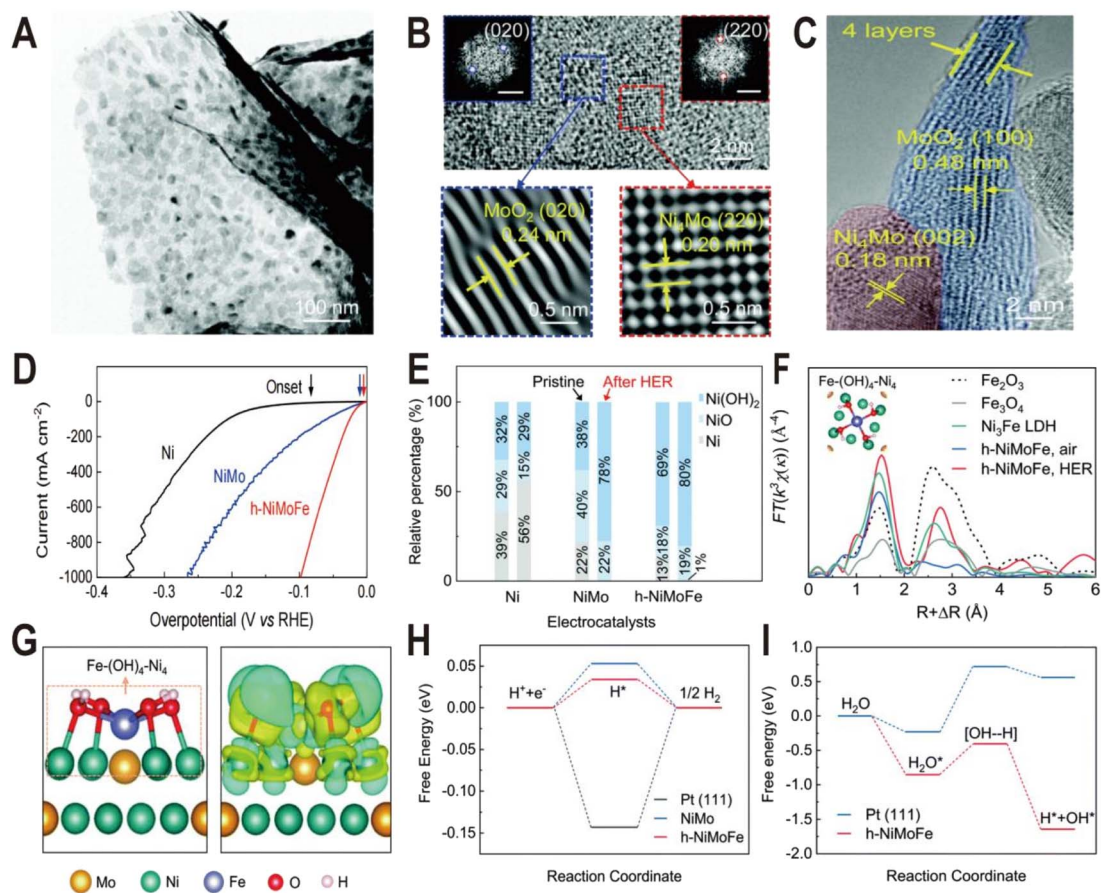 A
100 nm
B
(020)
(220)
2 nm
MoO₂ (020)
0.24 nm
0.5 nm
Ni₄Mo (220)
0.20 nm
0.5 nm
C
4 layers
MoO₂ (100)
0.48 nm
Ni₄Mo (002)
0.18 nm
2 nm
D
Onset
Ni
NiMo
h-NiMoFe
0
-200
-400
-600
-800
-1000
-0.4
-0.3
-0.2
-0.1
0.0
Current (mA cm⁻²)
Overpotential (V vs RHE)
E
Pristine
After HER
Ni(OH)₂
NiO
Ni
100
80
60
40
20
0
32%
29%
39%
29%
15%
56%
38%
40%
22%
78%
22%
69%
18%
13%
80%
19%
1%
Ni
NiMo
h-NiMoFe
Relative percentage (%)
Electrocatalysts
F
Fe-(OH)₄-Ni₄
Fe₂O₃
Fe₃O₄
Ni₃Fe LDH
h-NiMoFe, air
h-NiMoFe, HER
FT(k³χ(κ)) (Å⁻⁴)
0
1
2
3
4
5
6
R+ΔR (Å)
G
Fe-(OH)₄-Ni₄
Mo
Ni
Fe
O
H
H
0.05
0.00
-0.05
-0.10
-0.15
Free Energy (eV)
H⁺+e⁻
H*
1/2 H₂
Pt (111)
NiMo
h-NiMoFe
Reaction Coordinate
I
1.0
0.5
0.0
-0.5
-1.0
-1.5
-2.0
Free energy (eV)
H₂O
H₂O*
[OH--H]
H*+OH*
Pt (111)
h-NiMoFe
Reaction Coordinate